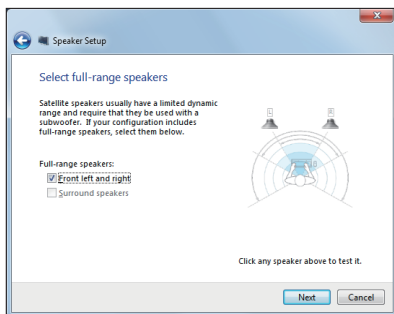 Speaker Setup
Select full-range speakers
Satellite speakers usually have a limited dynamic
range and require that they be used with a
subwoofer. If your configuration includes
full-range speakers, select them below.
L R
Full-range speakers:
Front left and right
Surround speakers
Click any speaker above to test it.
Next Cancel